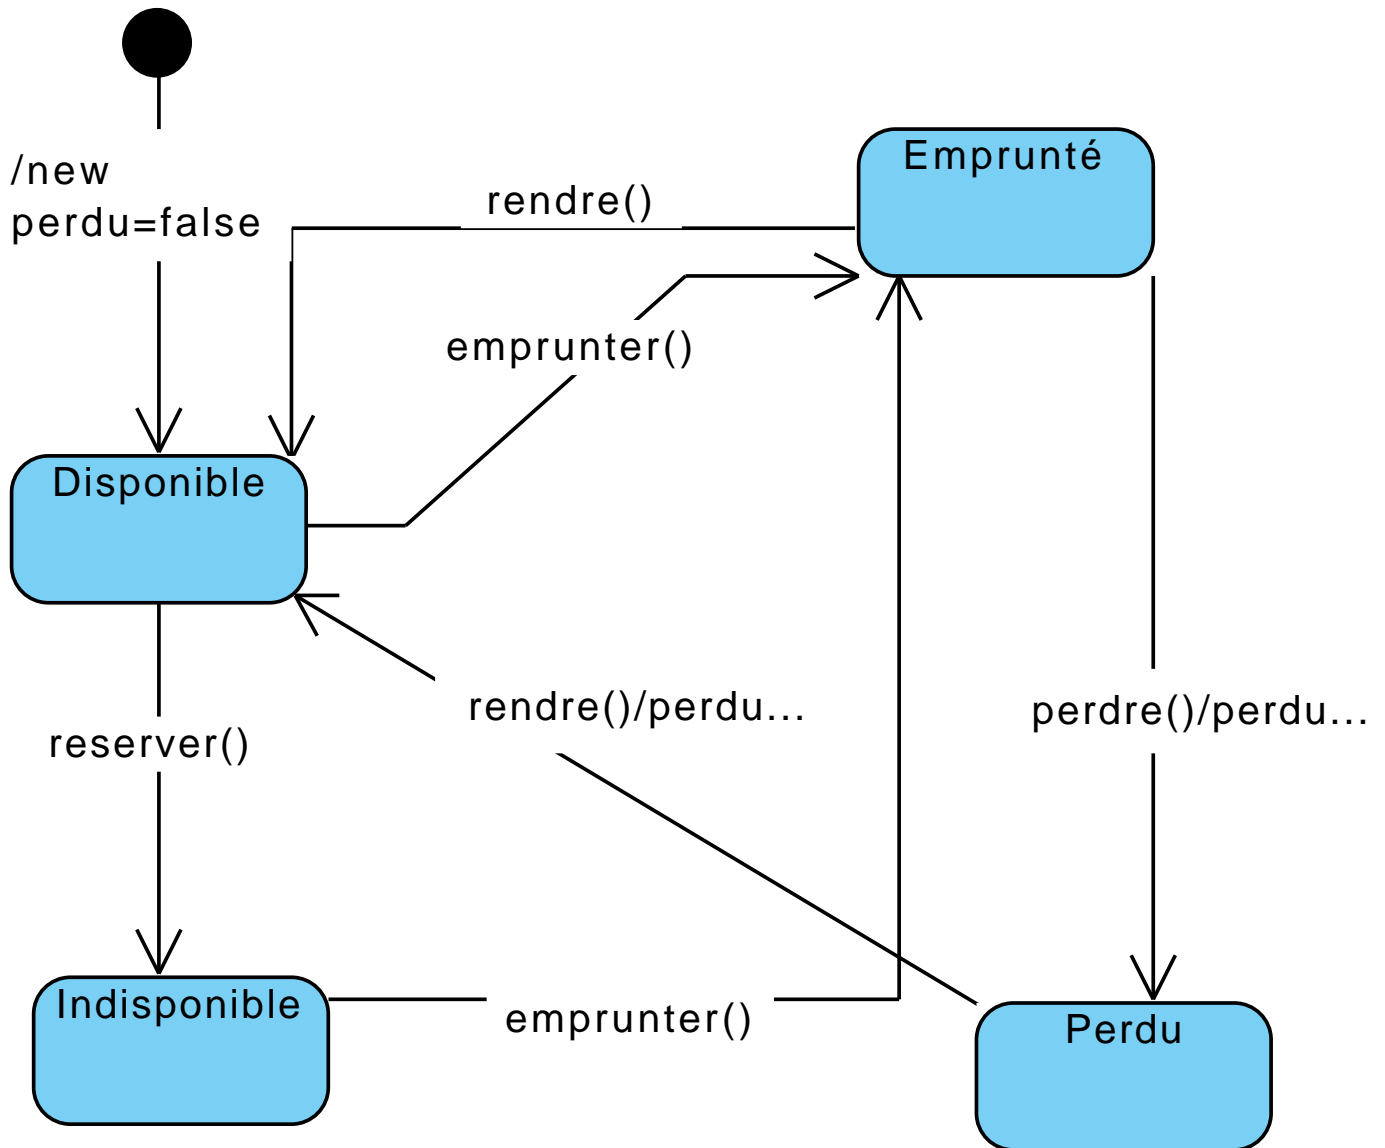 /new
perdu=false
Emprunté
rendre()
emprunter()
Disponible
rendre()/perdu...
perdre()/perdu...
reserver()
Indisponible
emprunter()
Perdu